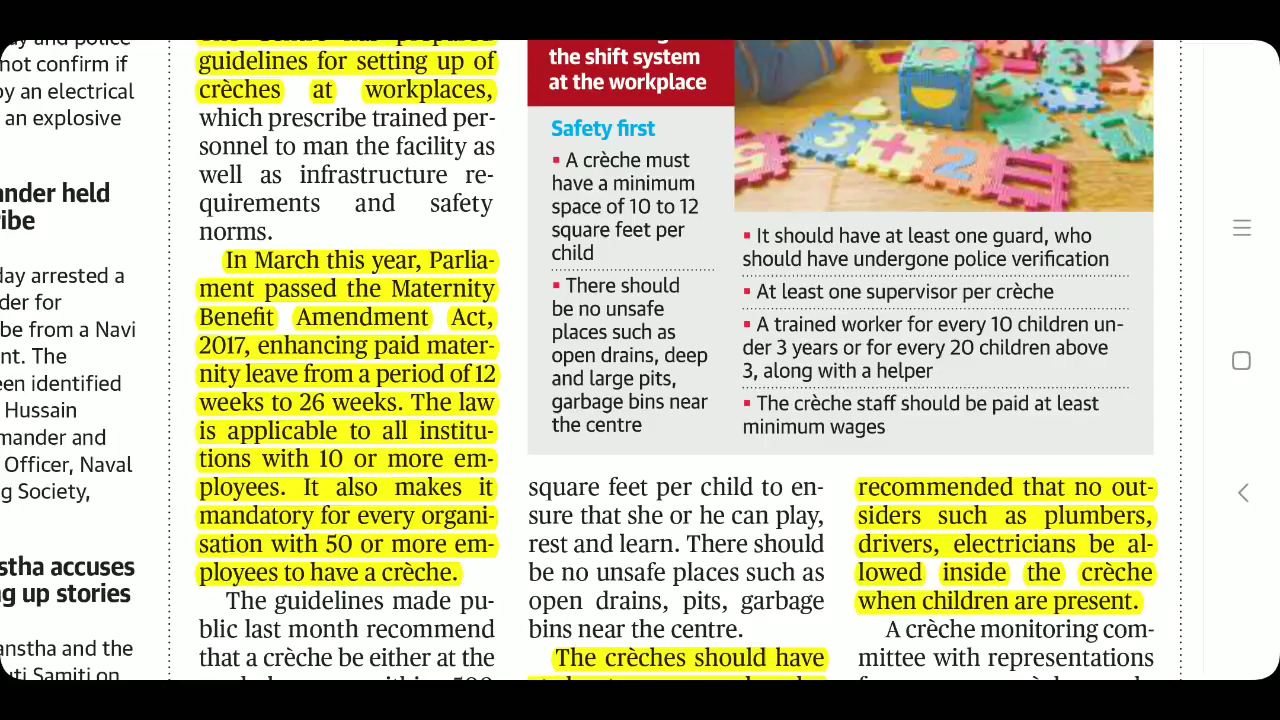 ay and police
not confirm if
by an electrical
an explosive
ander held
ribe
day arrested a
der for
be from a Navi
nt. The
een identified
Hussain
mander and
Officer, Naval
g Society,
stha accuses
ng up stories
anstha and the
uti Samiti on
The Centre has prepared
guidelines for setting up of
crèches at workplaces,
which prescribe trained per-
sonnel to man the facility as
well as infrastructure re-
quirements and safety
norms.
In March this year, Parlia-
ment passed the Maternity
Benefit Amendment Act,
2017, enhancing paid mater-
nity leave from a period of 12
weeks to 26 weeks. The law
is applicable to all institu-
tions with 10 or more em-
ployees. It also makes it
mandatory for every organi-
sation with 50 or more em-
ployees to have a crèche.
The guidelines made pu-
blic last month recommend
that a crèche be either at the
the shift system
at the workplace
Safety first
▪ A crèche must
have a minimum
space of 10 to 12
square feet per
child
▪ There should
be no unsafe
places such as
open drains, deep
and large pits,
garbage bins near
the centre
3
+
2
▪ It should have at least one guard, who
should have undergone police verification
▪ At least one supervisor per crèche
▪ A trained worker for every 10 children un-
der 3 years or for every 20 children above
3, along with a helper
▪ The crèche staff should be paid at least
minimum wages
square feet per child to en-
sure that she or he can play,
rest and learn. There should
be no unsafe places such as
open drains, pits, garbage
bins near the centre.
The crèches should have
recommended that no out-
siders such as plumbers,
drivers, electricians be al-
lowed inside the crèche
when children are present.
A crèche monitoring com-
mittee with representations